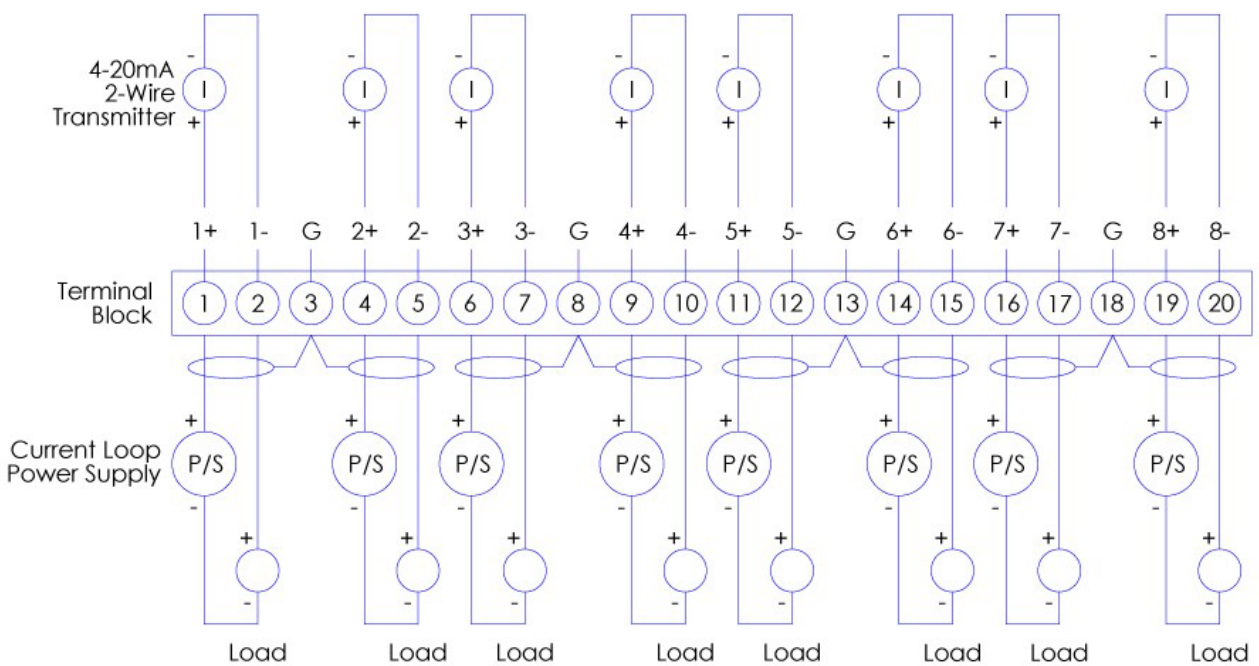 - - - - - - - -
4-20mA
2-Wire
Transmitter
I I I I I I I I
+ + + + + + + +
1+ 1- G 2+ 2- 3+ 3- G 4+ 4- 5+ 5- G 6+ 6- 7+ 7- G 8+ 8-
Terminal
Block
1 2 3 4 5 6 7 8 9 10 11 12 13 14 15 16 17 18 19 20
+ + + + + + + +
Current Loop
Power Supply
P/S P/S P/S P/S P/S P/S P/S P/S
- - - - - - - -
+ + + + + + + +
- - - - - - - -
Load Load Load Load Load Load Load Load